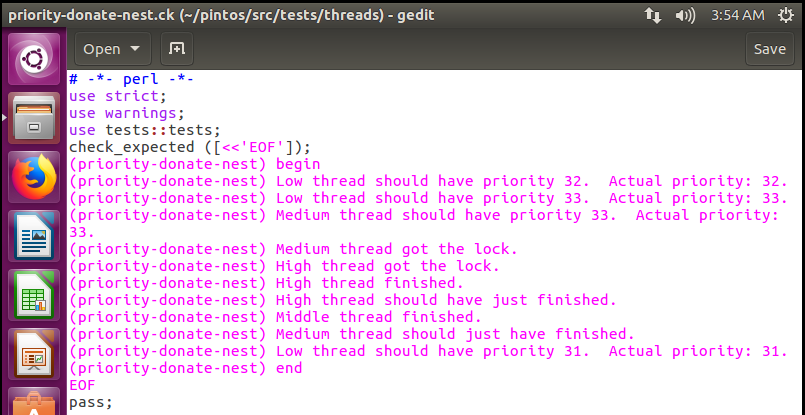 priority-donate-nest.ck (~/pintos/src/tests/threads) - gedit
3:54 AM
Open
Save
# -*- perl -*-
use strict;
use warnings;
use tests::tests;
check_expected ([<<'EOF']);
(priority-donate-nest) begin
(priority-donate-nest) Low thread should have priority 32.  Actual priority: 32.
(priority-donate-nest) Low thread should have priority 33.  Actual priority: 33.
(priority-donate-nest) Medium thread should have priority 33.  Actual priority:
33.
(priority-donate-nest) Medium thread got the lock.
(priority-donate-nest) High thread got the lock.
(priority-donate-nest) High thread finished.
(priority-donate-nest) High thread should have just finished.
(priority-donate-nest) Middle thread finished.
(priority-donate-nest) Medium thread should just have finished.
(priority-donate-nest) Low thread should have priority 31.  Actual priority: 31.
(priority-donate-nest) end
EOF
pass;